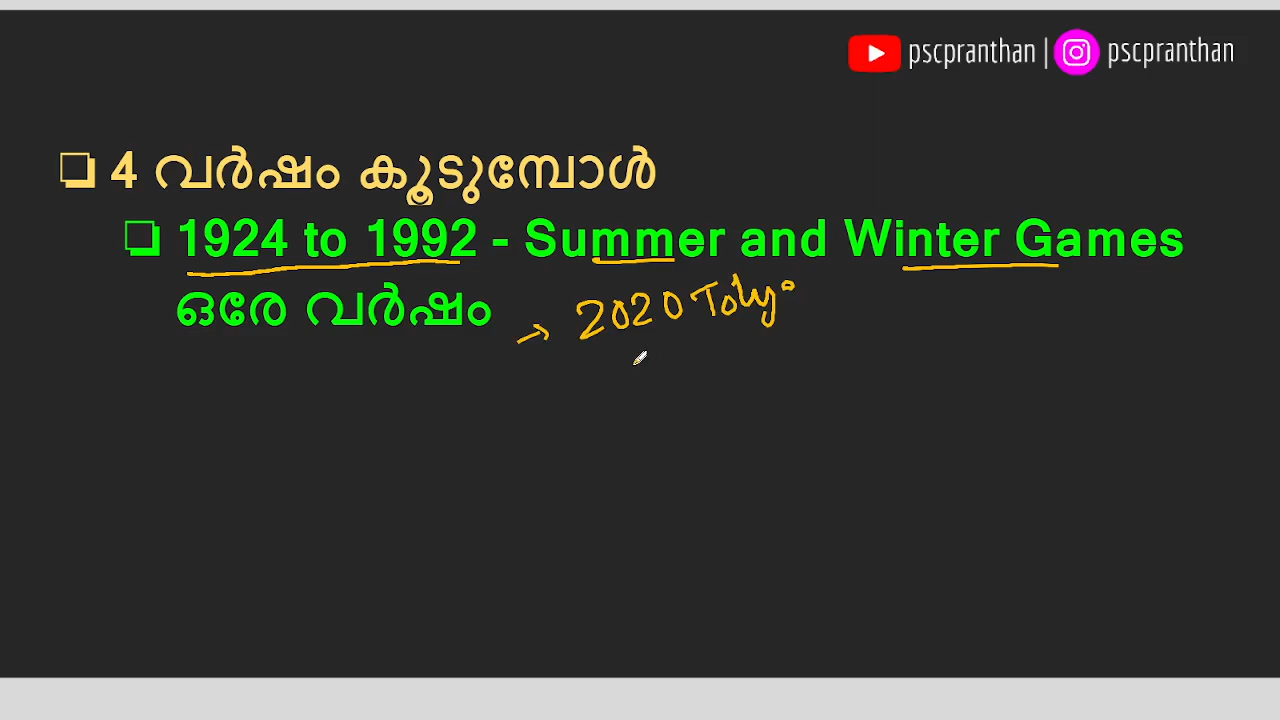 pscpranthan | pscpranthan
4 വർഷം കൂടുമ്പോൾ
1924 to 1992 - Summer and Winter Games
ഒരേ വർഷം → 2020 Tokyo